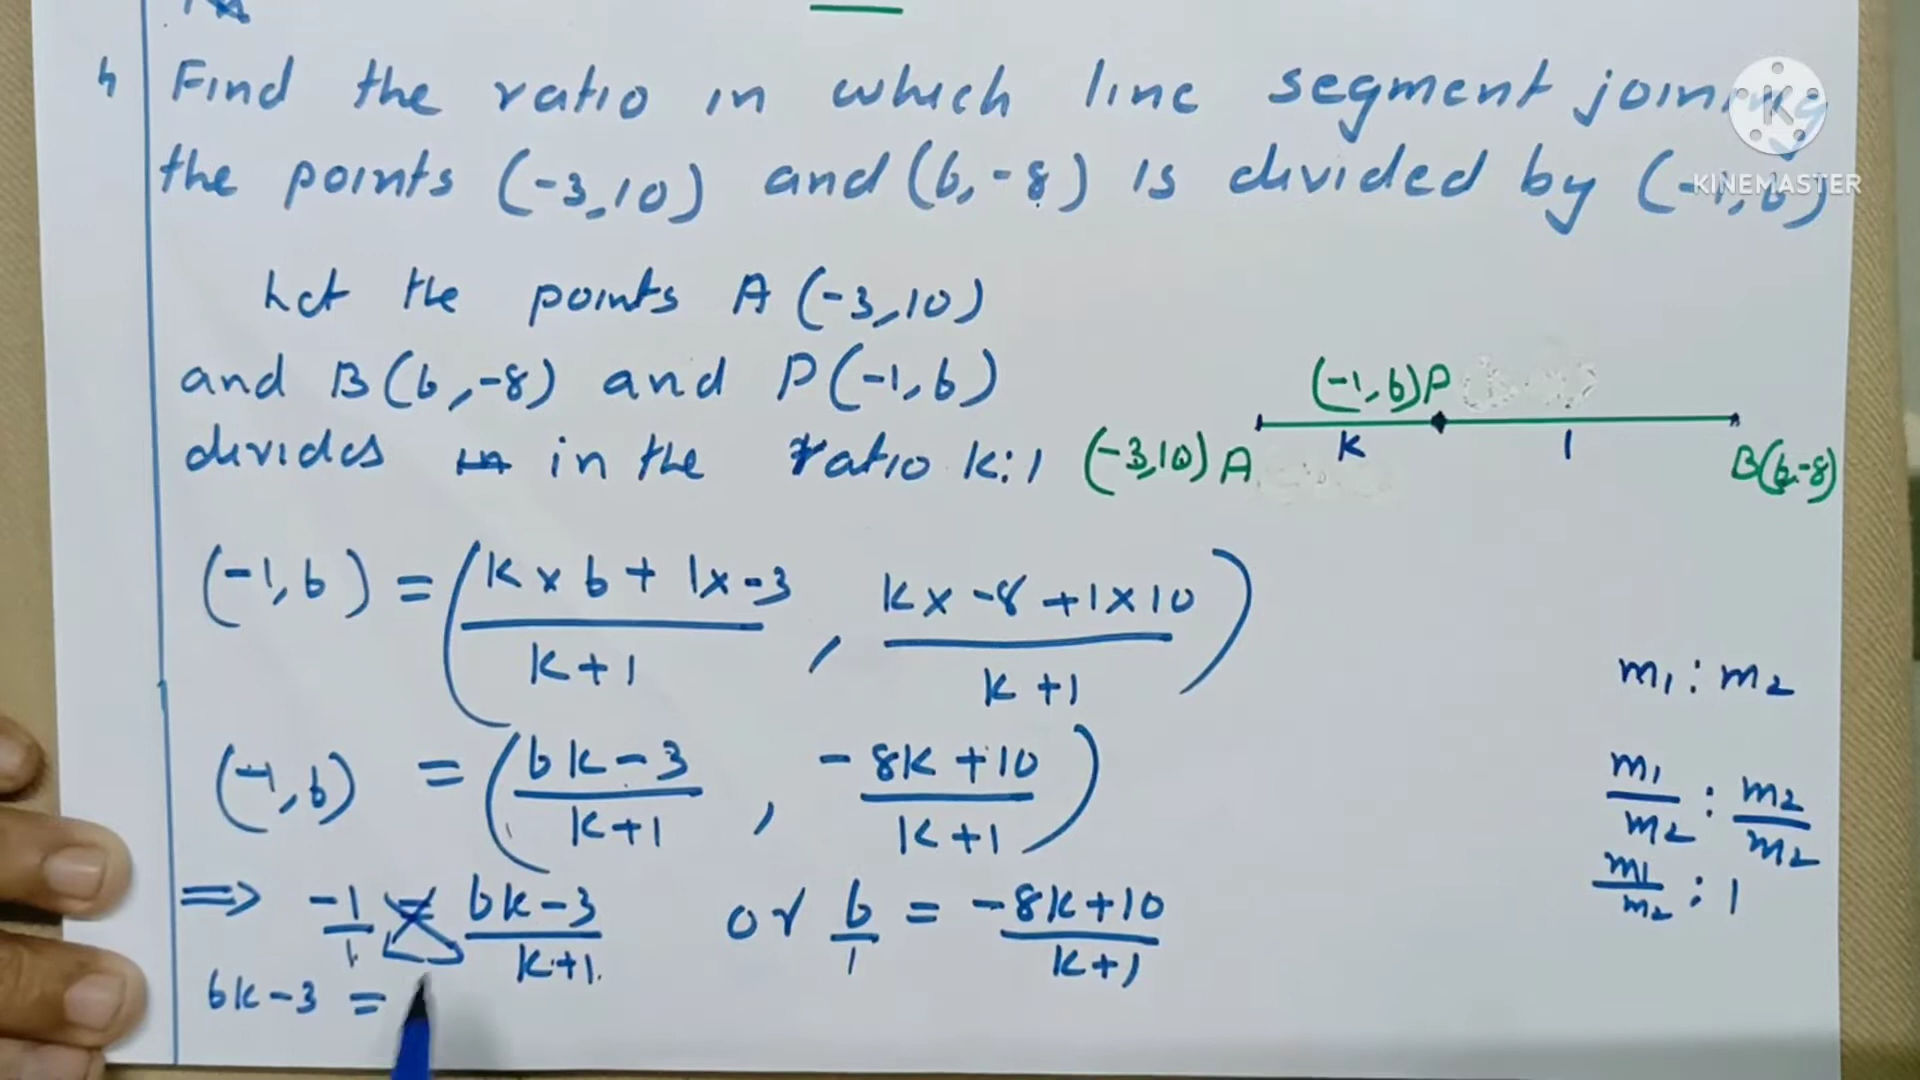 4 Find the ratio in which line segment joining
the points (-3,10) and (6,-8) is divided by (-1,6)
KINEMASTER
Let the points A (-3,10)
and B(6,-8) and P(-1,6)
divides in the ratio K:1
(-1,6)P
K 1
(-3,10) A B(6,-8)
(-1,6) = (K×6+1×-3/K+1, K×-8+1×10/K+1)
m1 : m2
(-1,6) = (6K-3/K+1, -8K+10/K+1)
m1/m2 : m2/m2
m1/m2 : 1
⇒ -1/1 = 6K-3/K+1 or 6/1 = -8K+10/K+1
6K-3 =